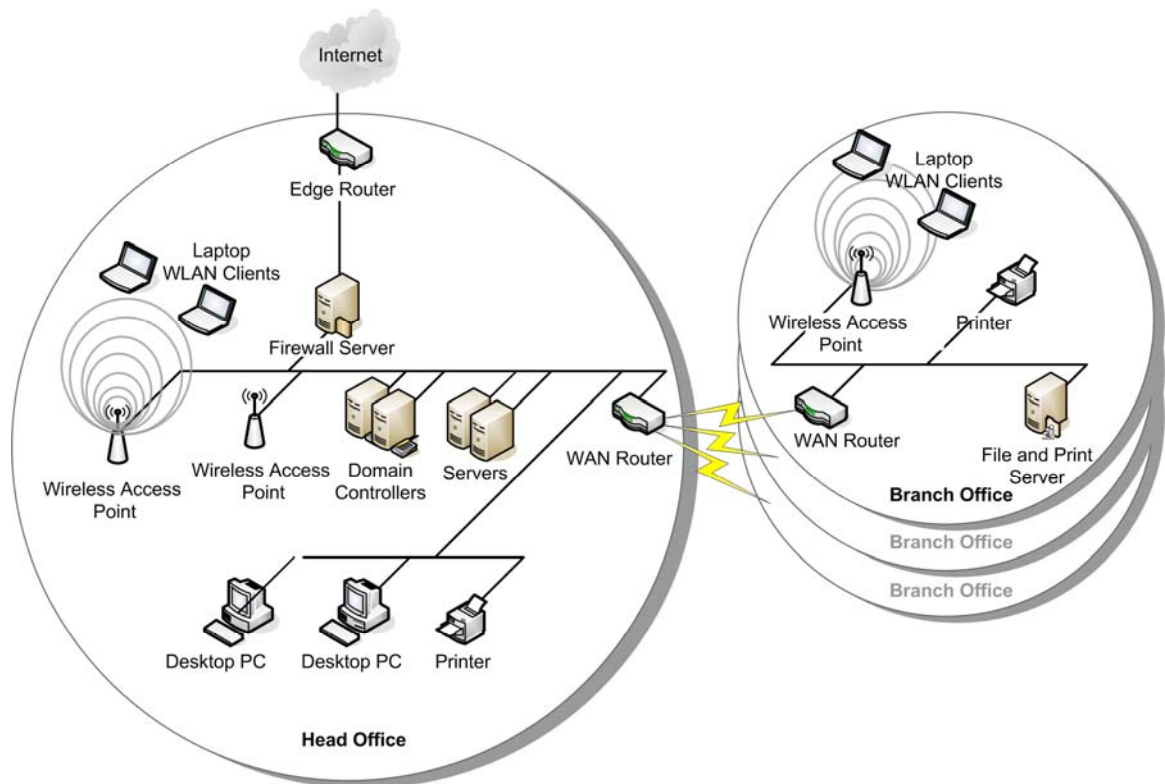 Internet
Edge Router
Laptop
WLAN Clients
Firewall Server
Wireless Access
Point
Wireless Access
Point
Domain
Controllers
Servers
WAN Router
Desktop PC
Desktop PC
Printer
Head Office
Laptop
WLAN Clients
Wireless Access
Point
Printer
WAN Router
File and Print
Server
Branch Office
Branch Office
Branch Office